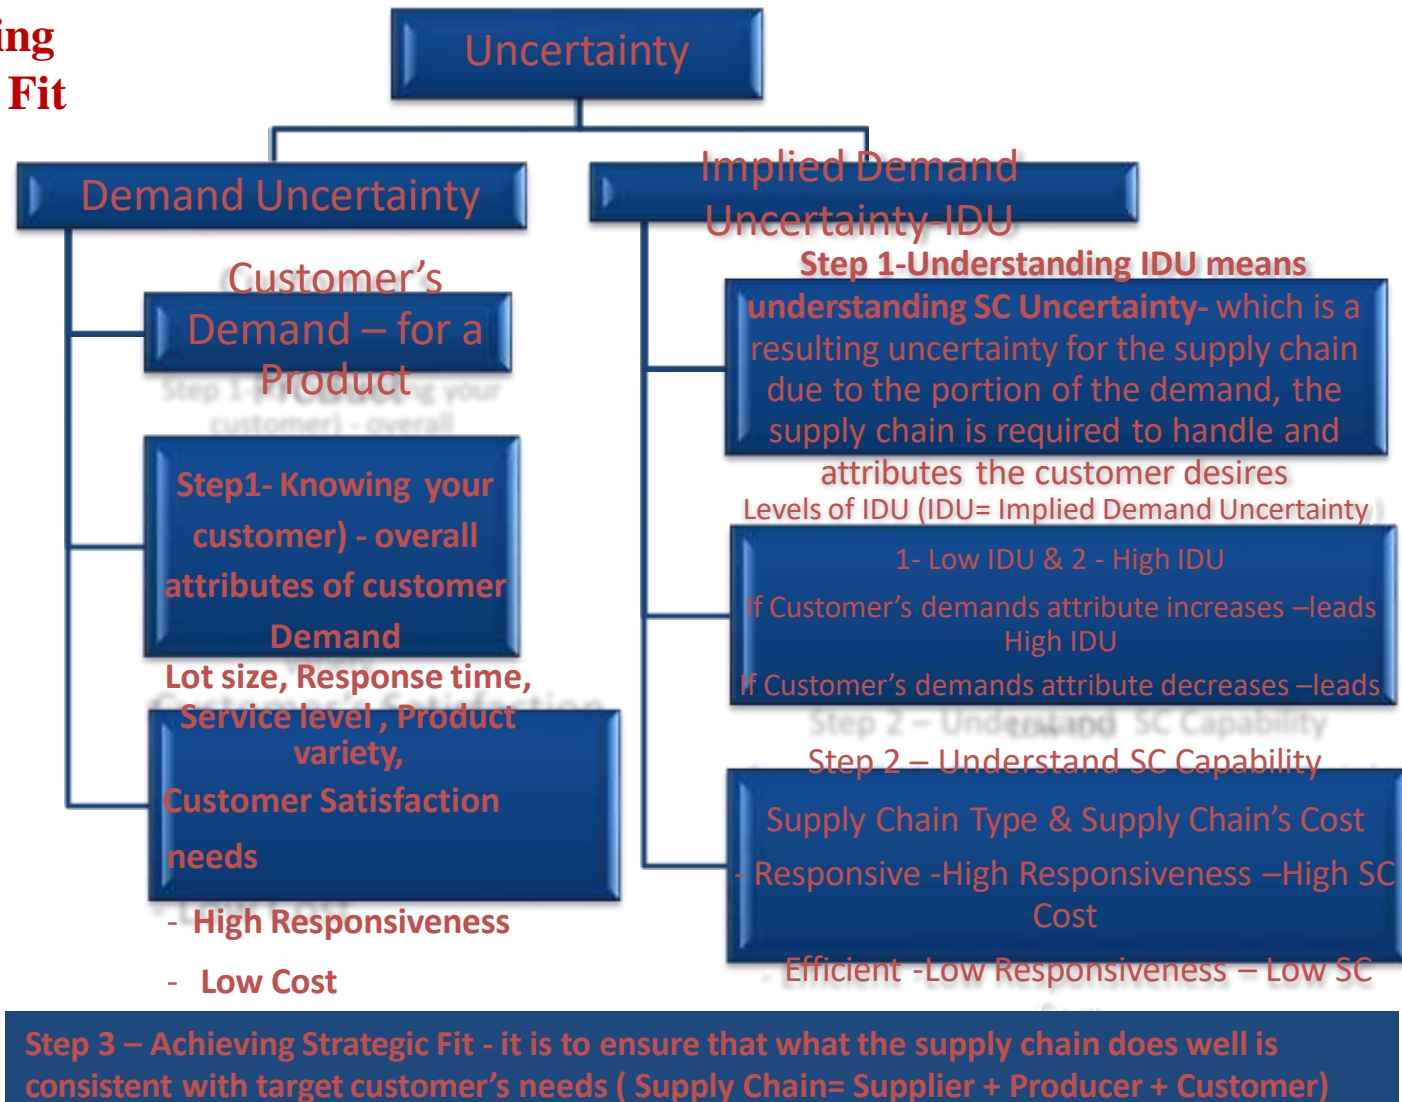 ing
Fit
Uncertainty
Demand Uncertainty
Customer's
Demand – for a
Product
Step1- Knowing your
customer) - overall
attributes of customer
Demand
Lot size, Response time,
Service level , Product
variety,
Customer Satisfaction
needs
- High Responsiveness
- Low Cost
Implied Demand
Uncertainty-IDU
Step 1-Understanding IDU means
understanding SC Uncertainty- which is a
resulting uncertainty for the supply chain
due to the portion of the demand, the
supply chain is required to handle and
attributes the customer desires
Levels of IDU (IDU= Implied Demand Uncertainty
1- Low IDU & 2 - High IDU
If Customer's demands attribute increases –leads
High IDU
If Customer's demands attribute decreases –leads
Low IDU
Step 2 – Understand SC Capability
Supply Chain Type & Supply Chain's Cost
- Responsive -High Responsiveness –High SC
Cost
- Efficient -Low Responsiveness – Low SC
Step 3 – Achieving Strategic Fit - it is to ensure that what the supply chain does well is
consistent with target customer's needs ( Supply Chain= Supplier + Producer + Customer)